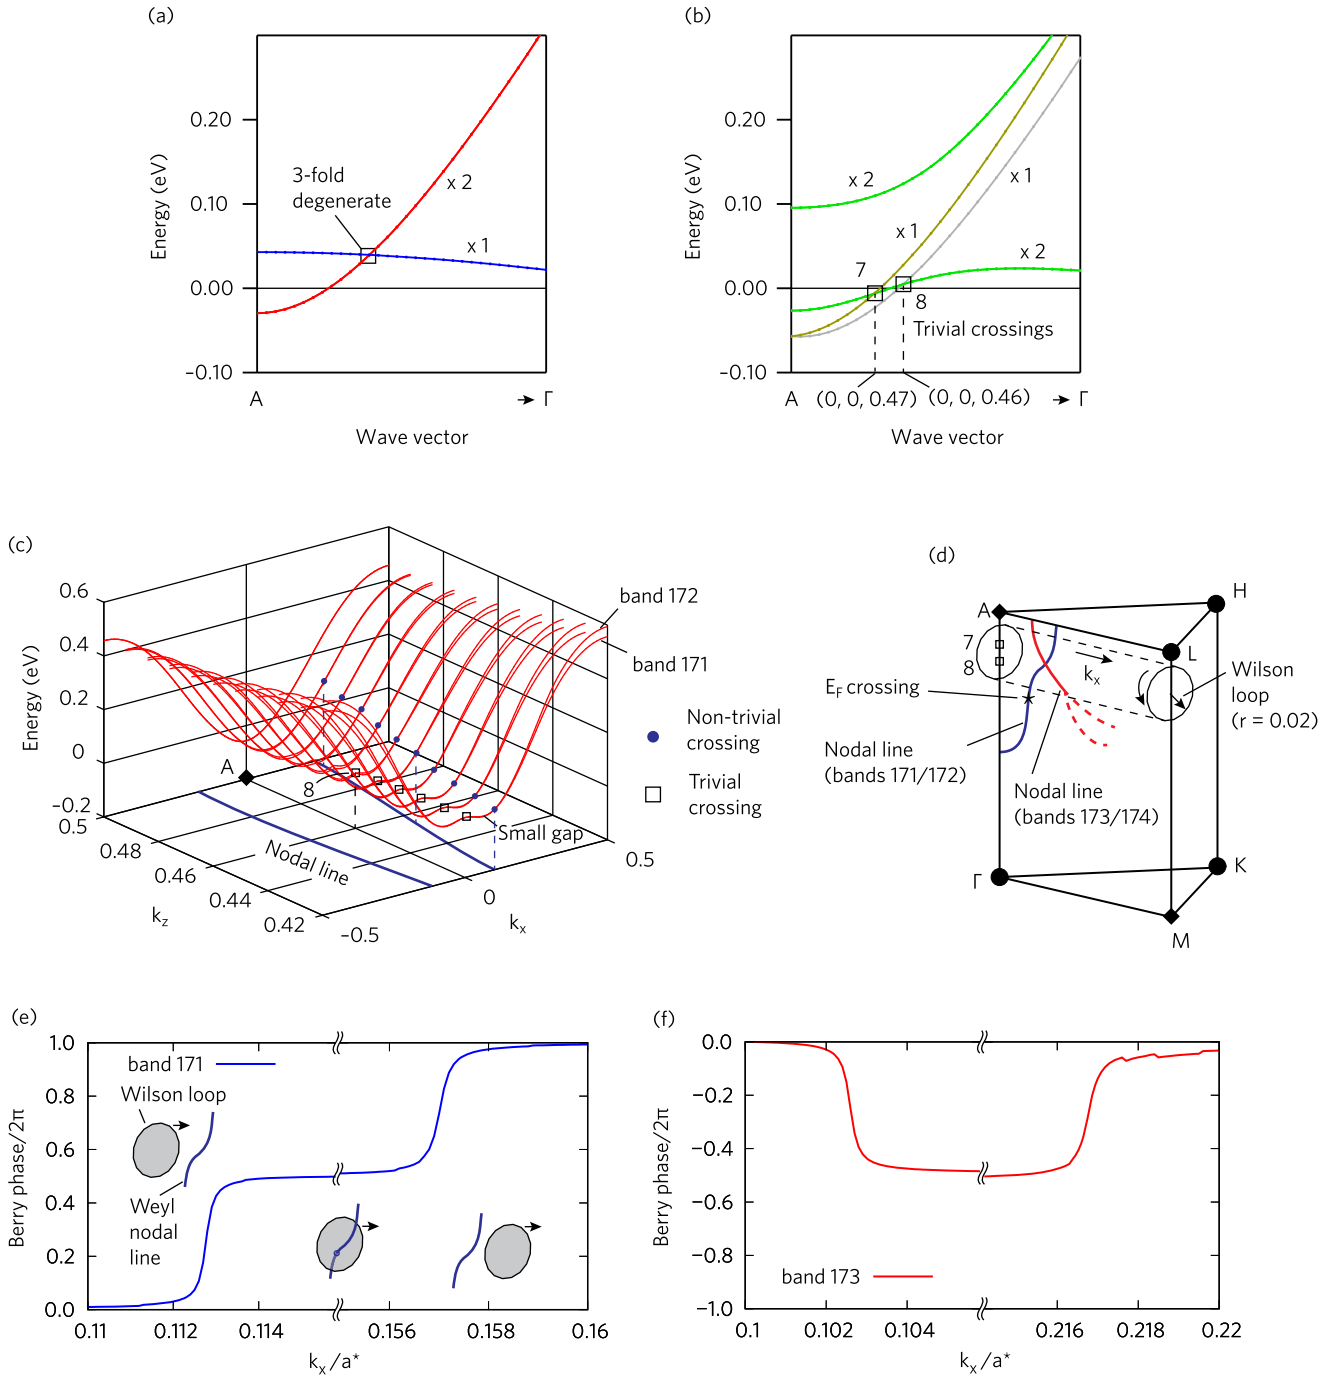 (a)
Energy (eV)
0.20
0.10
0.00
−0.10
3-fold
degenerate
x 2
x 1
A
→ Γ
Wave vector
(b)
Energy (eV)
0.20
0.10
0.00
−0.10
x 2
x 1
x 1
x 2
7
8
Trivial crossings
A
(0, 0, 0.47)
(0, 0, 0.46)
→ Γ
Wave vector
(c)
Energy (eV)
0.6
0.4
0.2
0
−0.2
0.5
0.48
0.46
0.44
0.42
kz
−0.5
0
0.5
kx
A
8
Nodal line
Small gap
band 172
band 171
Non-trivial
crossing
Trivial
crossing
(d)
A
H
L
7
8
kx
EF crossing
Wilson
loop
(r = 0.02)
Nodal line
(bands 171/172)
Nodal line
(bands 173/174)
Γ
K
M
(e)
Berry phase/2π
1.0
0.8
0.6
0.4
0.2
0.0
band 171
Wilson loop
Weyl
nodal
line
0.11
0.112
0.114
0.156
0.158
0.16
kx/a*
(f)
Berry phase/2π
0.0
−0.2
−0.4
−0.6
−0.8
−1.0
band 173
0.1
0.102
0.104
0.216
0.218
0.22
kx/a*